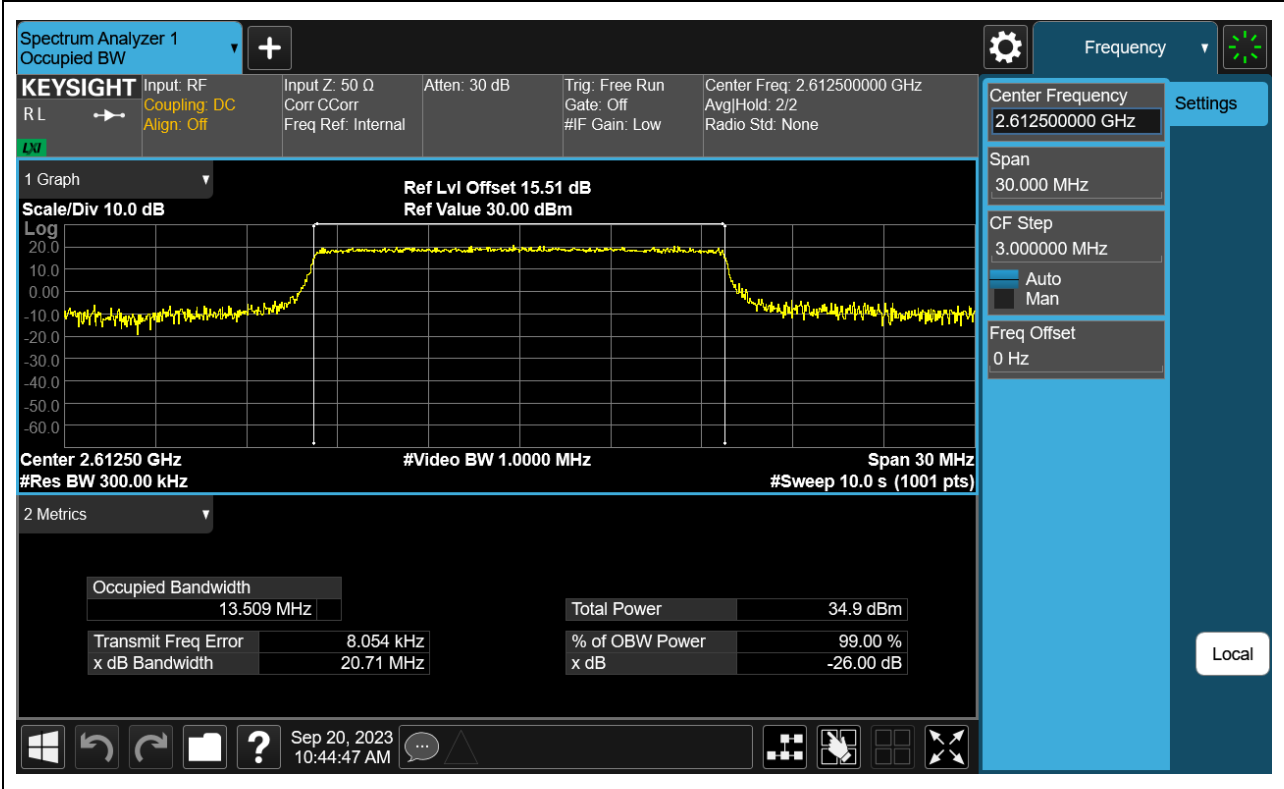 Spectrum Analyzer 1
Occupied BW
+
Frequency
KEYSIGHT
R L
LXI
Input: RF
Coupling: DC
Align: Off
Input Z: 50 Ω
Corr CCorr
Freq Ref: Internal
Atten: 30 dB
Trig: Free Run
Gate: Off
#IF Gain: Low
Center Freq: 2.612500000 GHz
Avg|Hold: 2/2
Radio Std: None
Center Frequency
2.612500000 GHz
Settings
Span
30.000 MHz
CF Step
3.000000 MHz
Auto
Man
Freq Offset
0 Hz
Local
1 Graph
Scale/Div 10.0 dB
Ref Lvl Offset 15.51 dB
Ref Value 30.00 dBm
Log
20.0
10.0
0.00
-10.0
-20.0
-30.0
-40.0
-50.0
-60.0
Center 2.61250 GHz
#Video BW 1.0000 MHz
Span 30 MHz
#Res BW 300.00 kHz
#Sweep 10.0 s (1001 pts)
2 Metrics
Occupied Bandwidth
13.509 MHz
Total Power 34.9 dBm
Transmit Freq Error 8.054 kHz
% of OBW Power 99.00 %
x dB Bandwidth 20.71 MHz
x dB -26.00 dB
?
Sep 20, 2023
10:44:47 AM